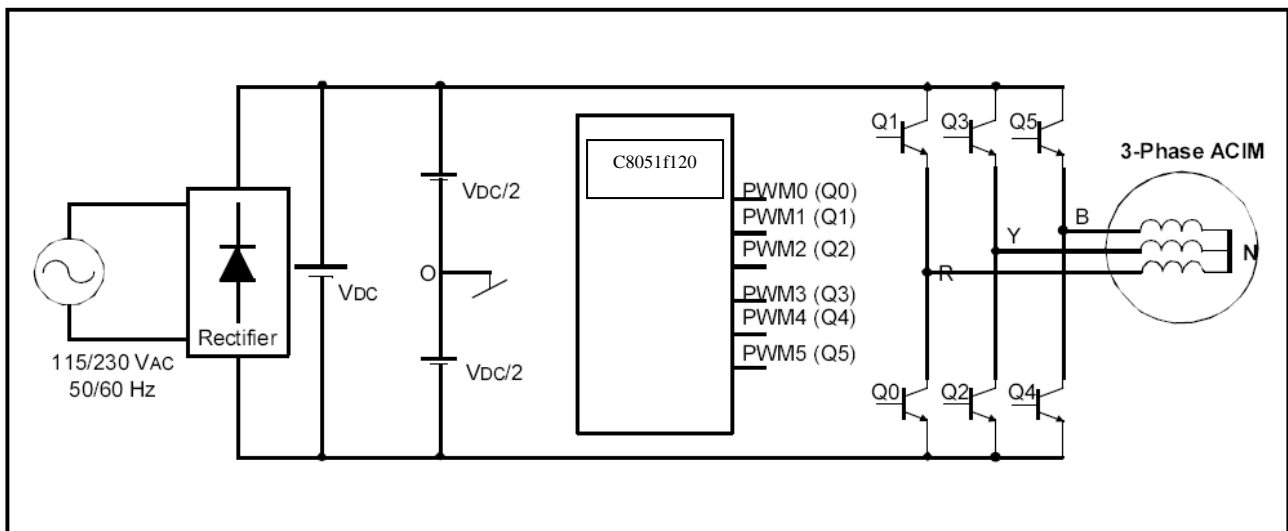 Rectifier
115/230 VAC
50/60 Hz
VDC
VDC/2
O
VDC/2
C8051f120
PWM0 (Q0)
PWM1 (Q1)
PWM2 (Q2)
PWM3 (Q3)
PWM4 (Q4)
PWM5 (Q5)
Q1
Q3
Q5
Q0
Q2
Q4
R
Y
B
3-Phase ACIM
N